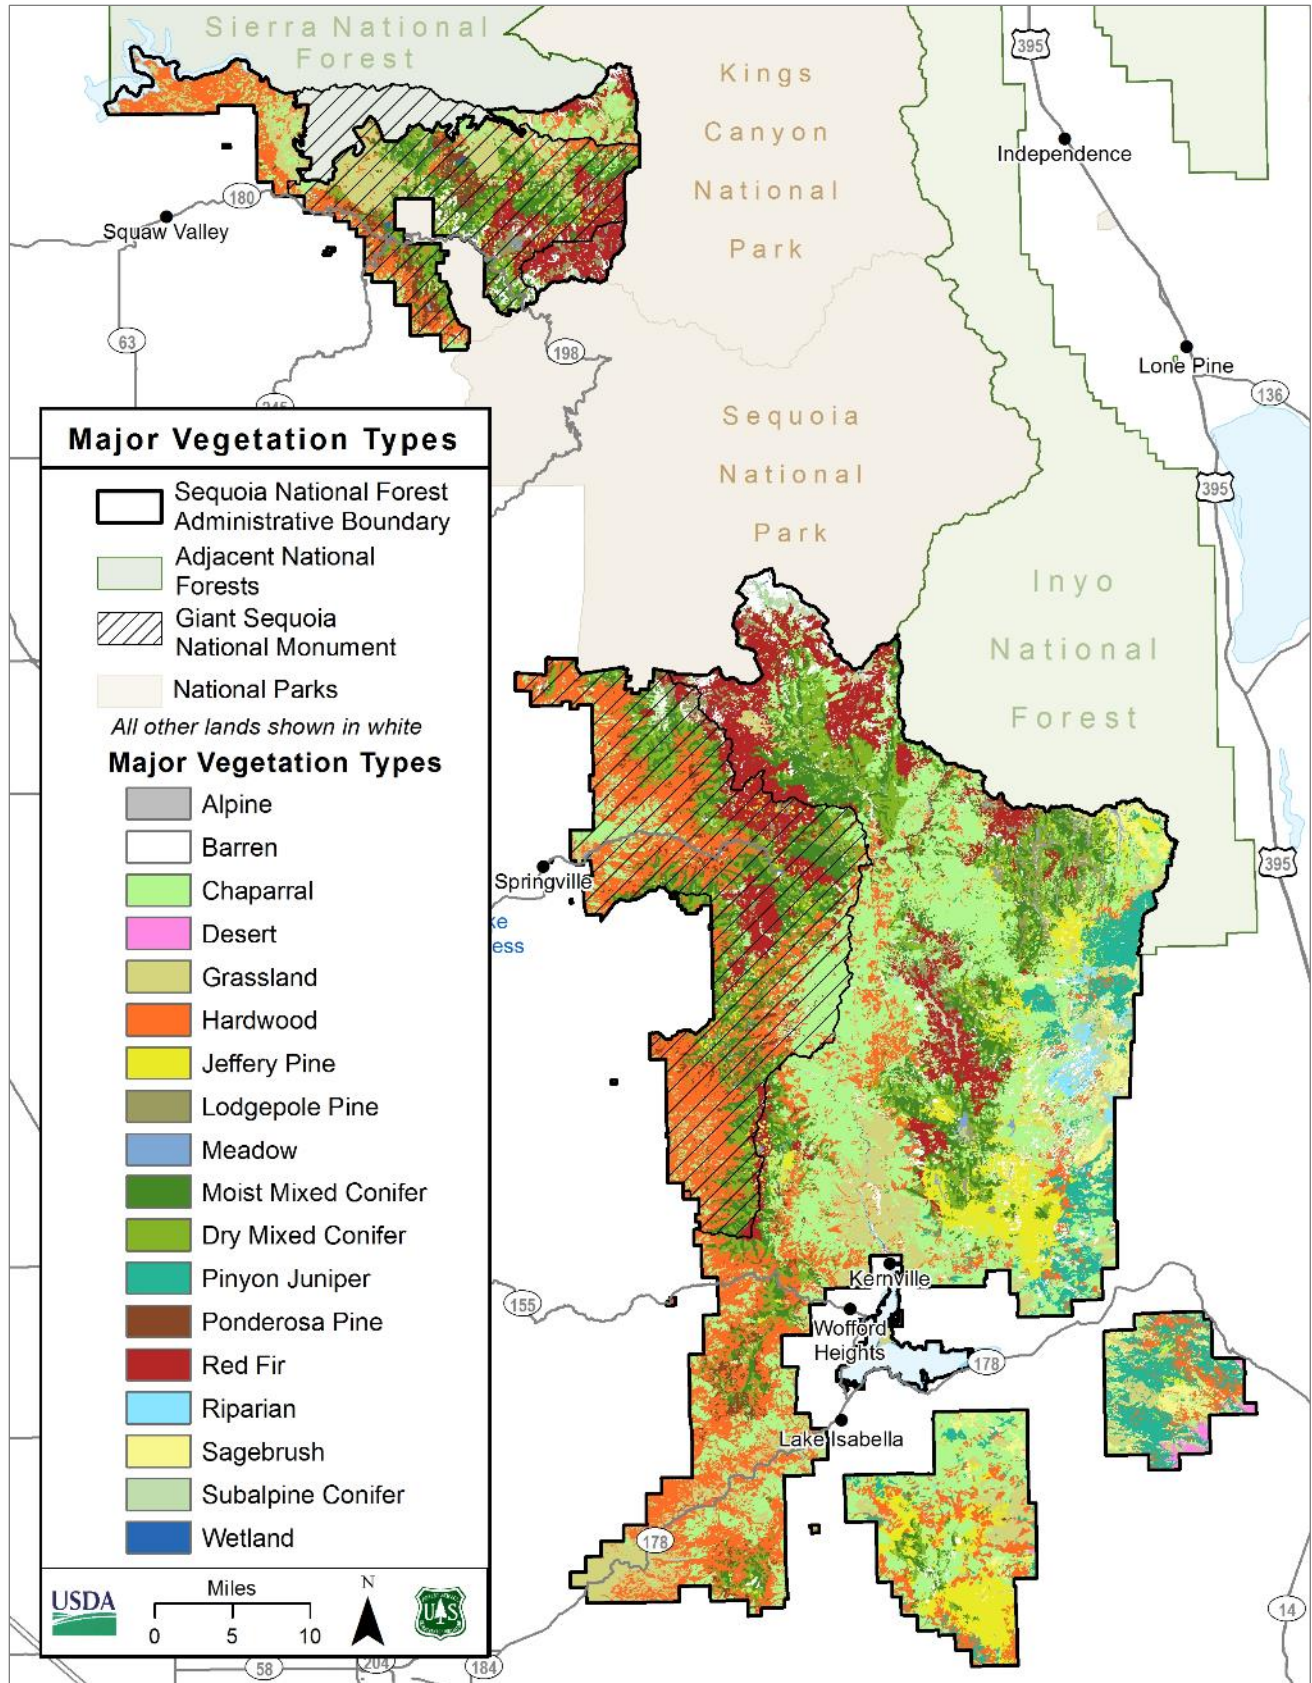 Sierra National
Forest
395
Kings
Canyon
National
Park
Independence
180
Squaw Valley
63
198
Lone Pine
136
Sequoia
National
Park
395
Inyo
National
Forest
Major Vegetation Types
Sequoia National Forest
Administrative Boundary
Adjacent National
Forests
Giant Sequoia
National Monument
National Parks
All other lands shown in white
Major Vegetation Types
Alpine
Barren
Chaparral
Desert
Grassland
Hardwood
Jeffery Pine
Lodgepole Pine
Meadow
Moist Mixed Conifer
Dry Mixed Conifer
Pinyon Juniper
Ponderosa Pine
Red Fir
Riparian
Sagebrush
Subalpine Conifer
Wetland
USDA
Miles
0 5 10
N
U S
Springville
ke
ess
395
155
Kernville
Wofford
Heights
178
Lake Isabella
178
14
58
204
184